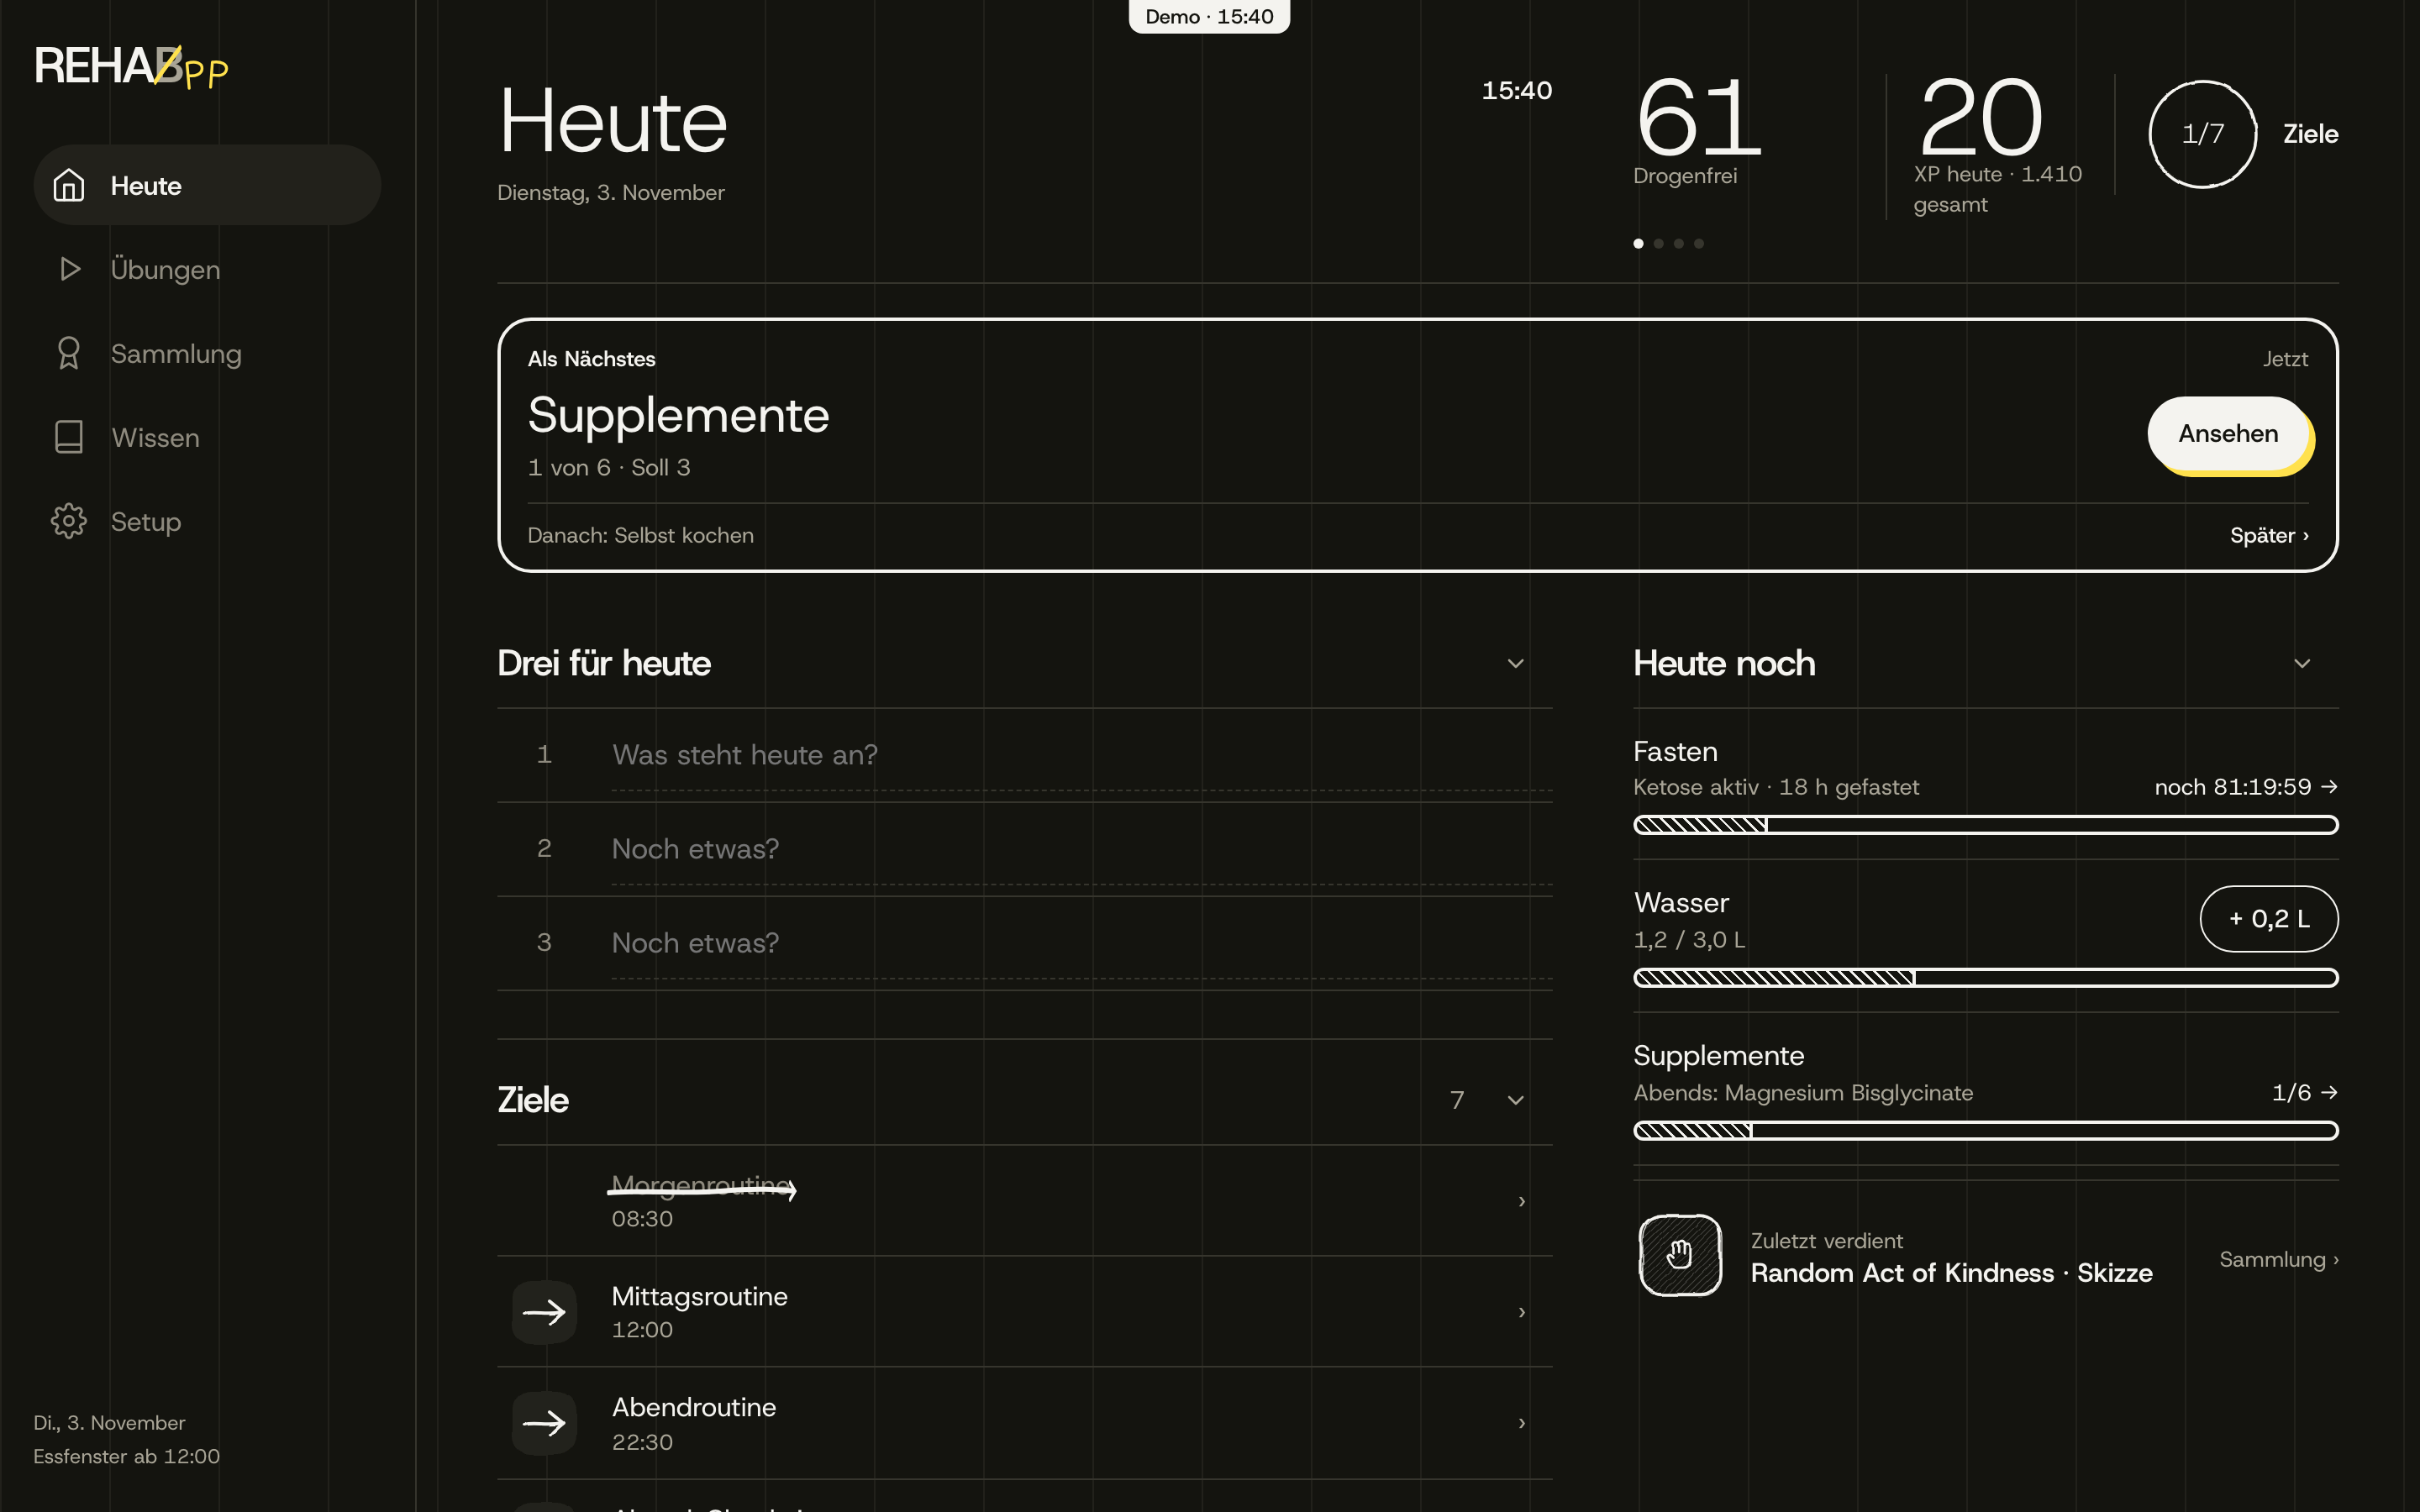 Demo · 15:40
REHABPP
Heute
Übungen
Sammlung
Wissen
Setup
Di., 3. November
Essfenster ab 12:00
Heute
15:40
Dienstag, 3. November
61
Drogenfrei
20
XP heute · 1.410
gesamt
1/7
Ziele
Als Nächstes
Jetzt
Supplemente
1 von 6 · Soll 3
Ansehen
Danach: Selbst kochen
Später ›
Drei für heute
1 Was steht heute an?
2 Noch etwas?
3 Noch etwas?
Ziele 7
Morgenroutine
08:30
Mittagsroutine
12:00
Abendroutine
22:30
Heute noch
Fasten
Ketose aktiv · 18 h gefastet
noch 81:19:59 →
Wasser
1,2 / 3,0 L
+ 0,2 L
Supplemente
Abends: Magnesium Bisglycinate
1/6 →
Zuletzt verdient
Random Act of Kindness · Skizze
Sammlung ›